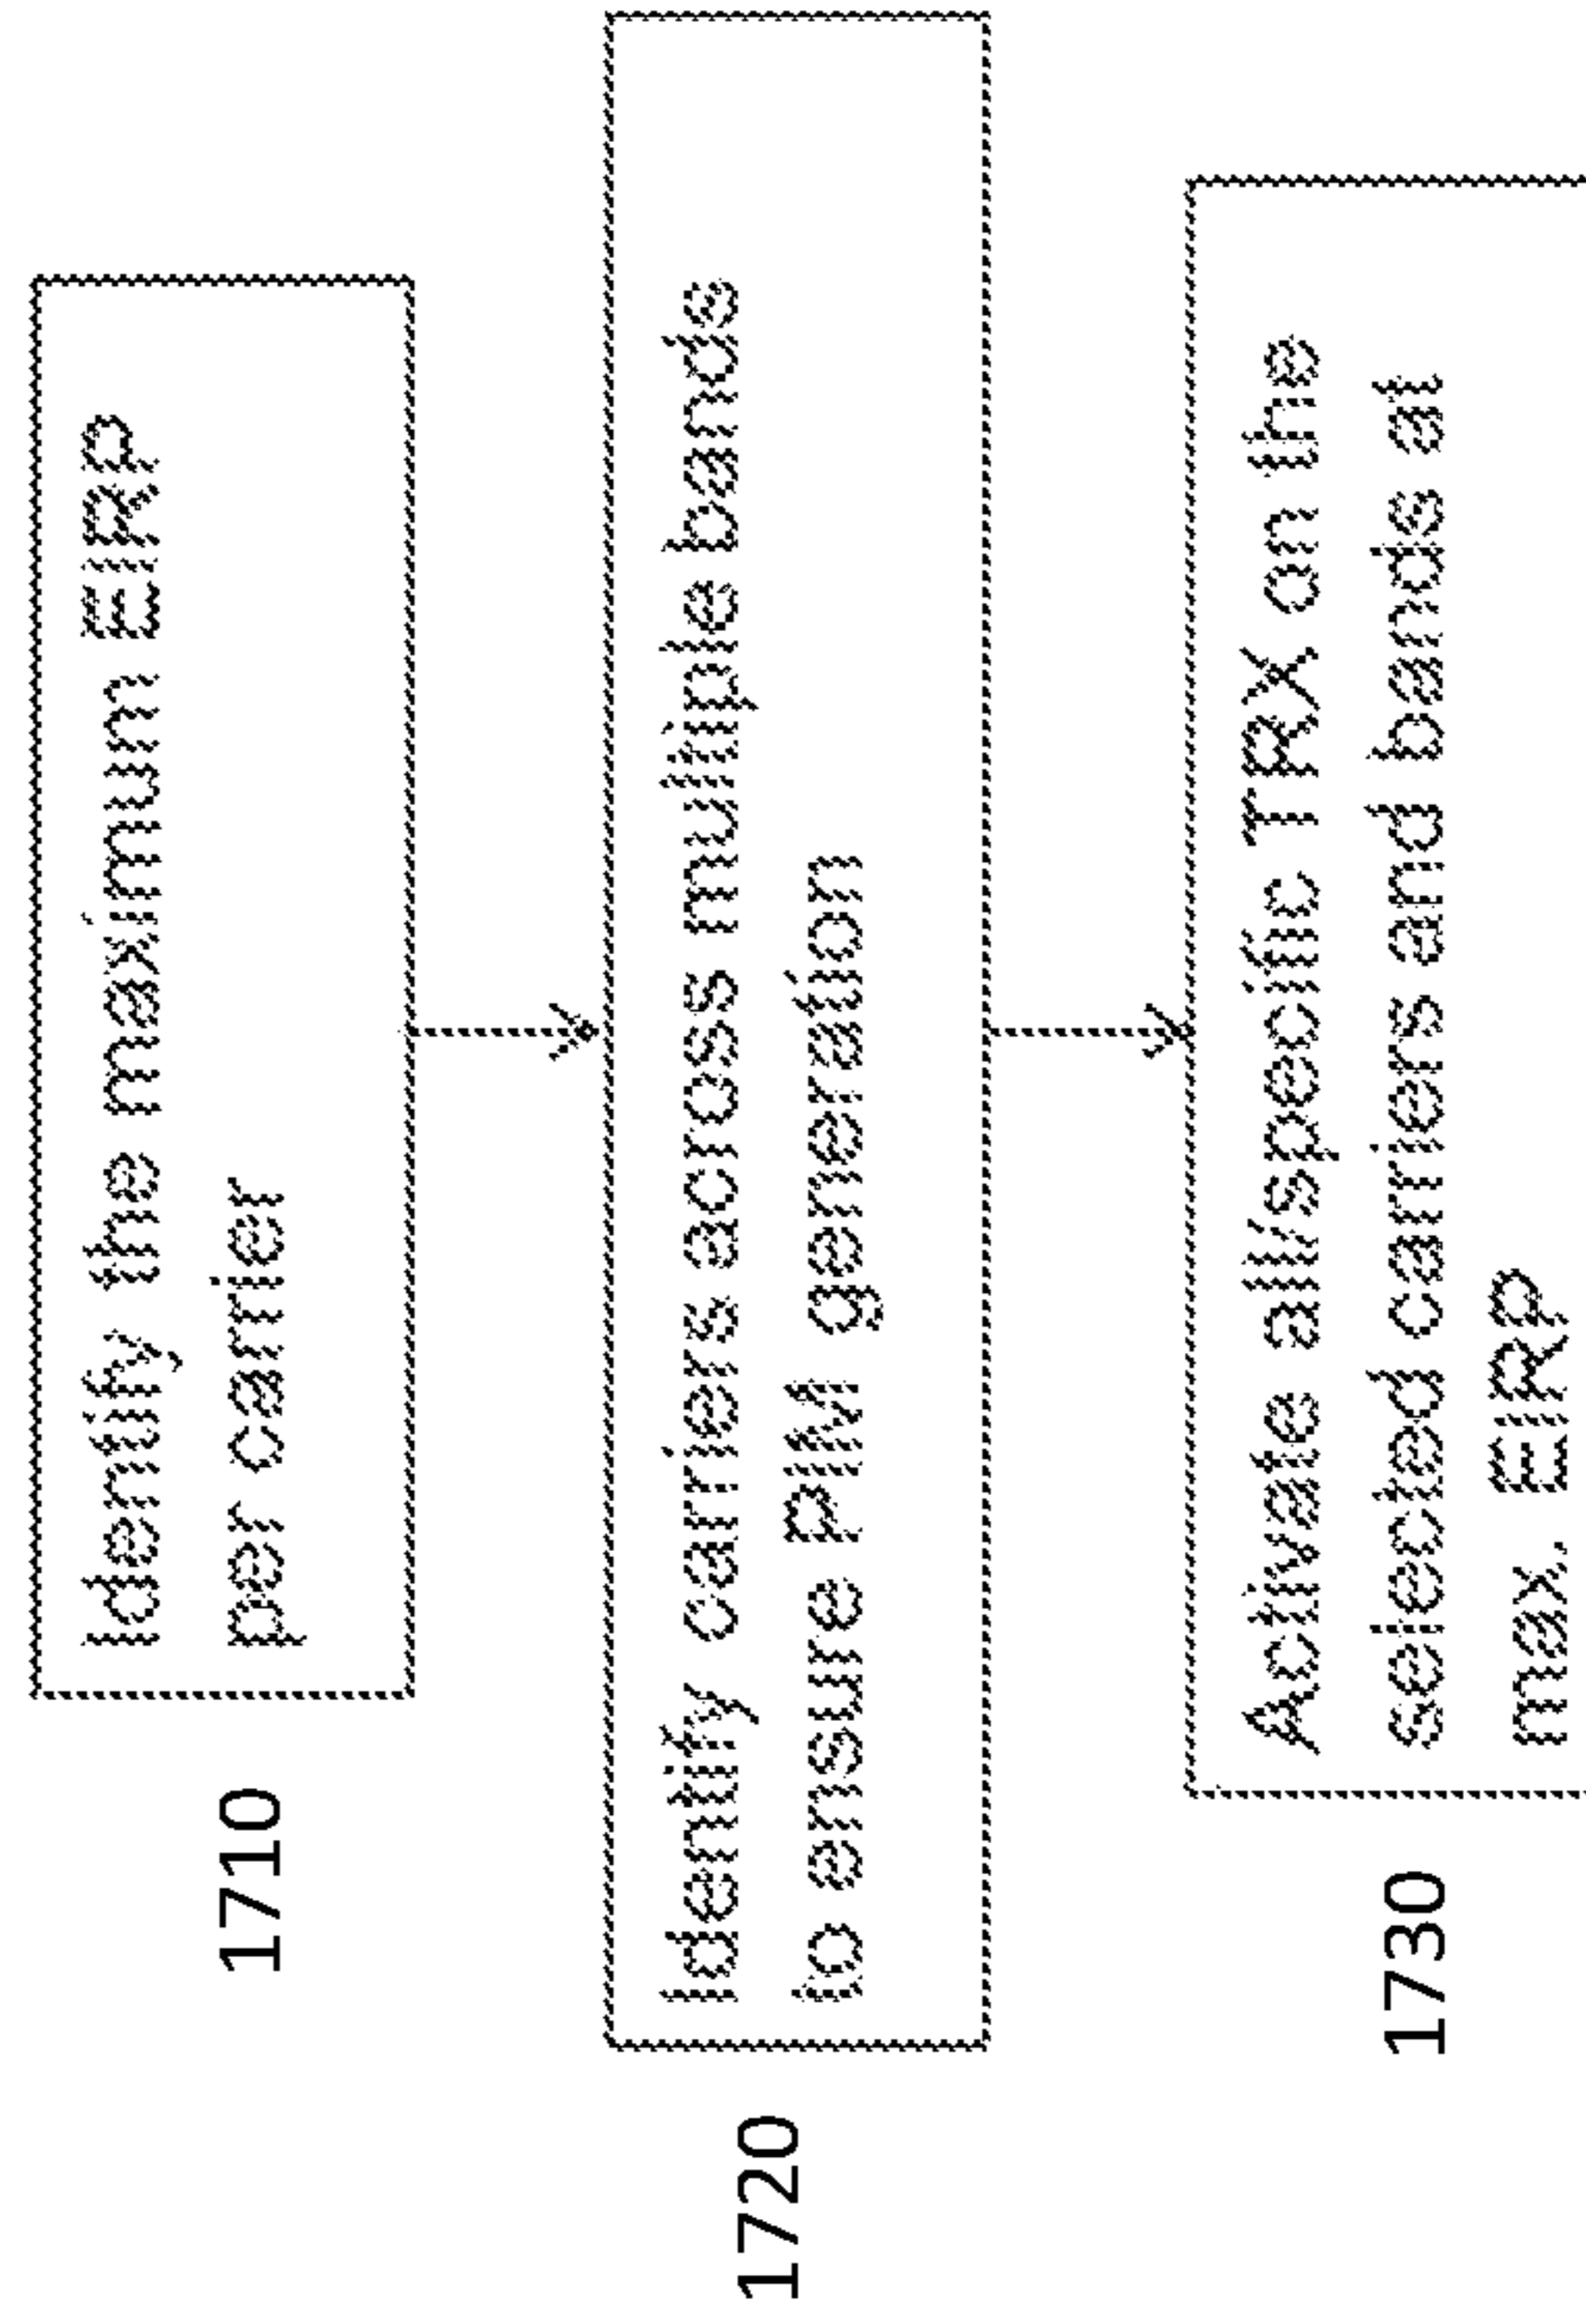 Identify the maximum EIRP
per carrier
1710
Identify carriers across multiple bands
to ensure PIM generation
1720
Activate all/specific TRX on the
selected carriers and bands at
max. EIRP
1730